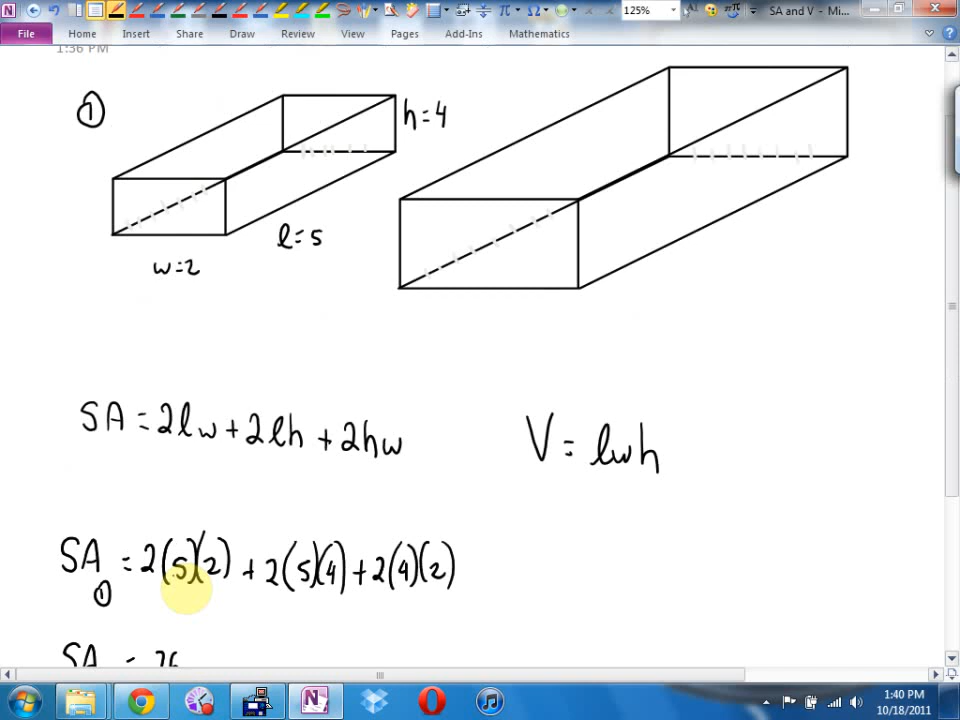 125%
SA and V - Mi...
File Home Insert Share Draw Review View Pages Add-Ins Mathematics
1:36 PM
① h=4
l=5
w=2
SA = 2lw + 2lh + 2hw V = lwh
SA① = 2(5)(2) + 2(5)(4) + 2(4)(2)
SA =
1:40 PM
10/18/2011